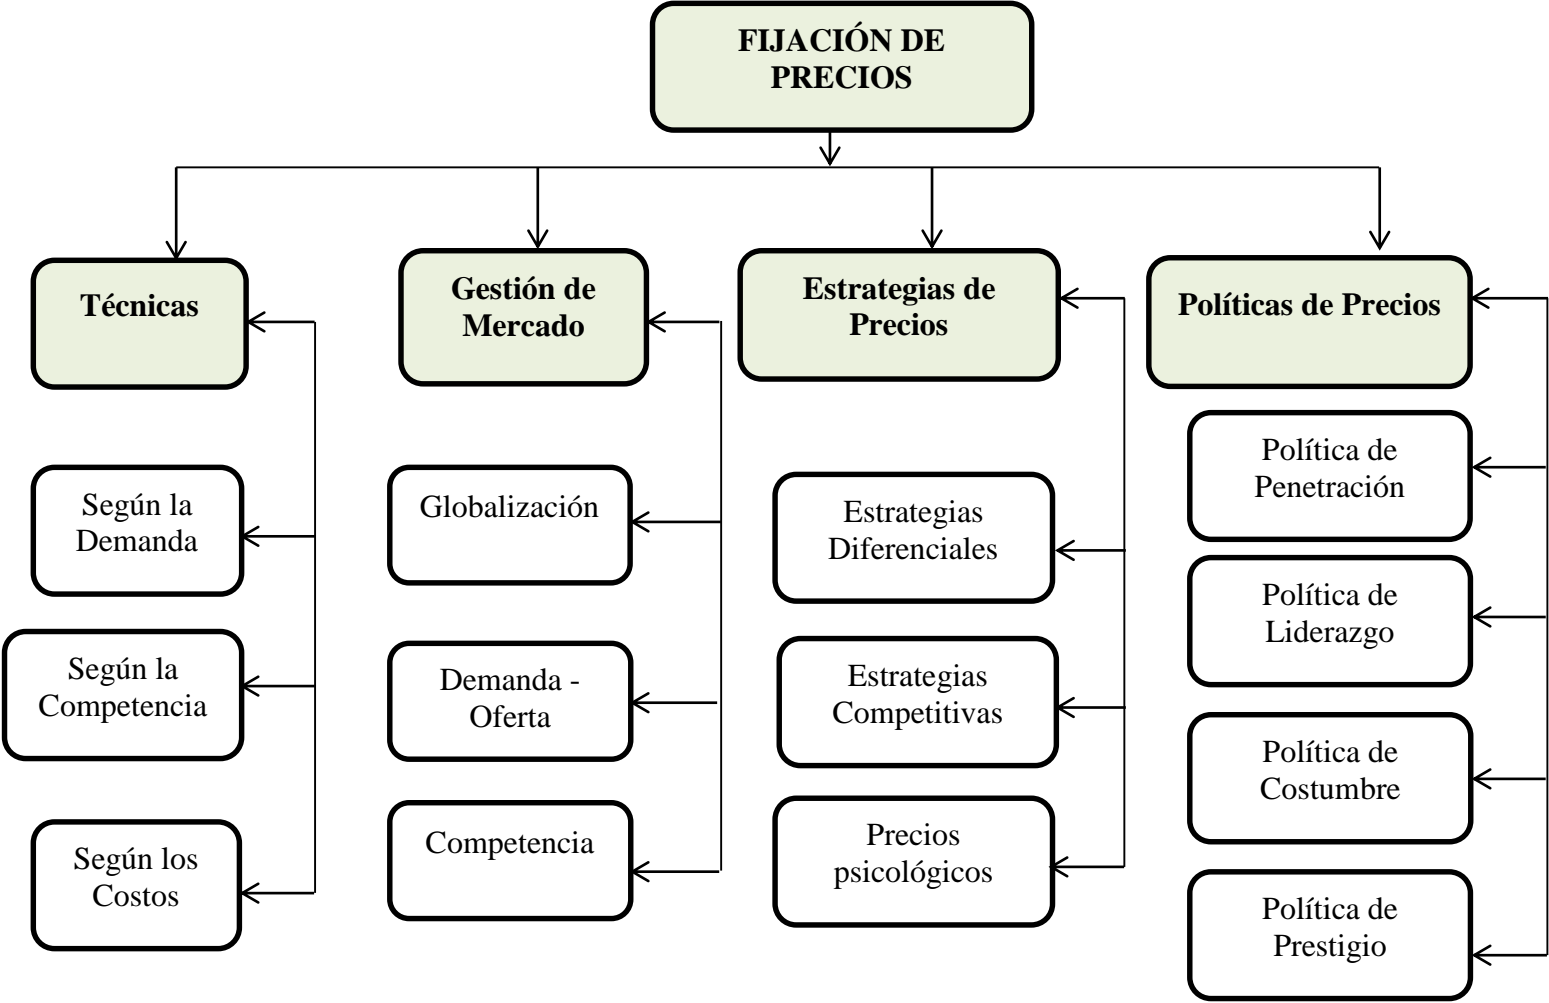 FIJACIÓN DE
PRECIOS
Técnicas
Gestión de
Mercado
Estrategias de
Precios
Políticas de Precios
Según la
Demanda
Según la
Competencia
Según los
Costos
Globalización
Demanda -
Oferta
Competencia
Estrategias
Diferenciales
Estrategias
Competitivas
Precios
psicológicos
Política de
Penetración
Política de
Liderazgo
Política de
Costumbre
Política de
Prestigio